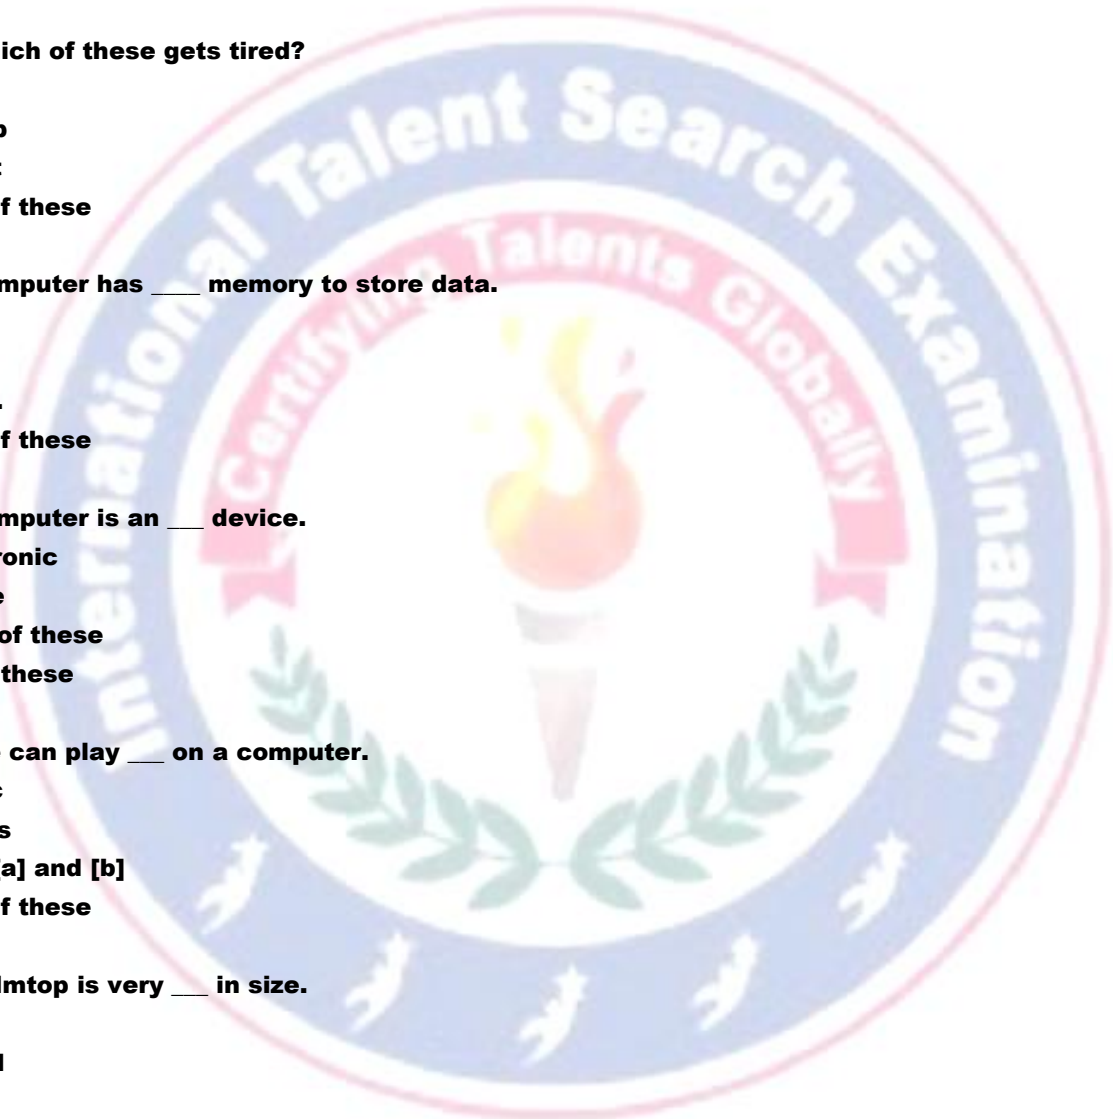 ich of these gets tired?
p
t
f these
mputer has ____ memory to store data.
.
f these
mputer is an ___ device.
ronic
e
of these
these
can play ___ on a computer.
c
s
[a] and [b]
f these
lmtop is very ___ in size.
l
International Talent Search Examination
Certifying Talents Globally